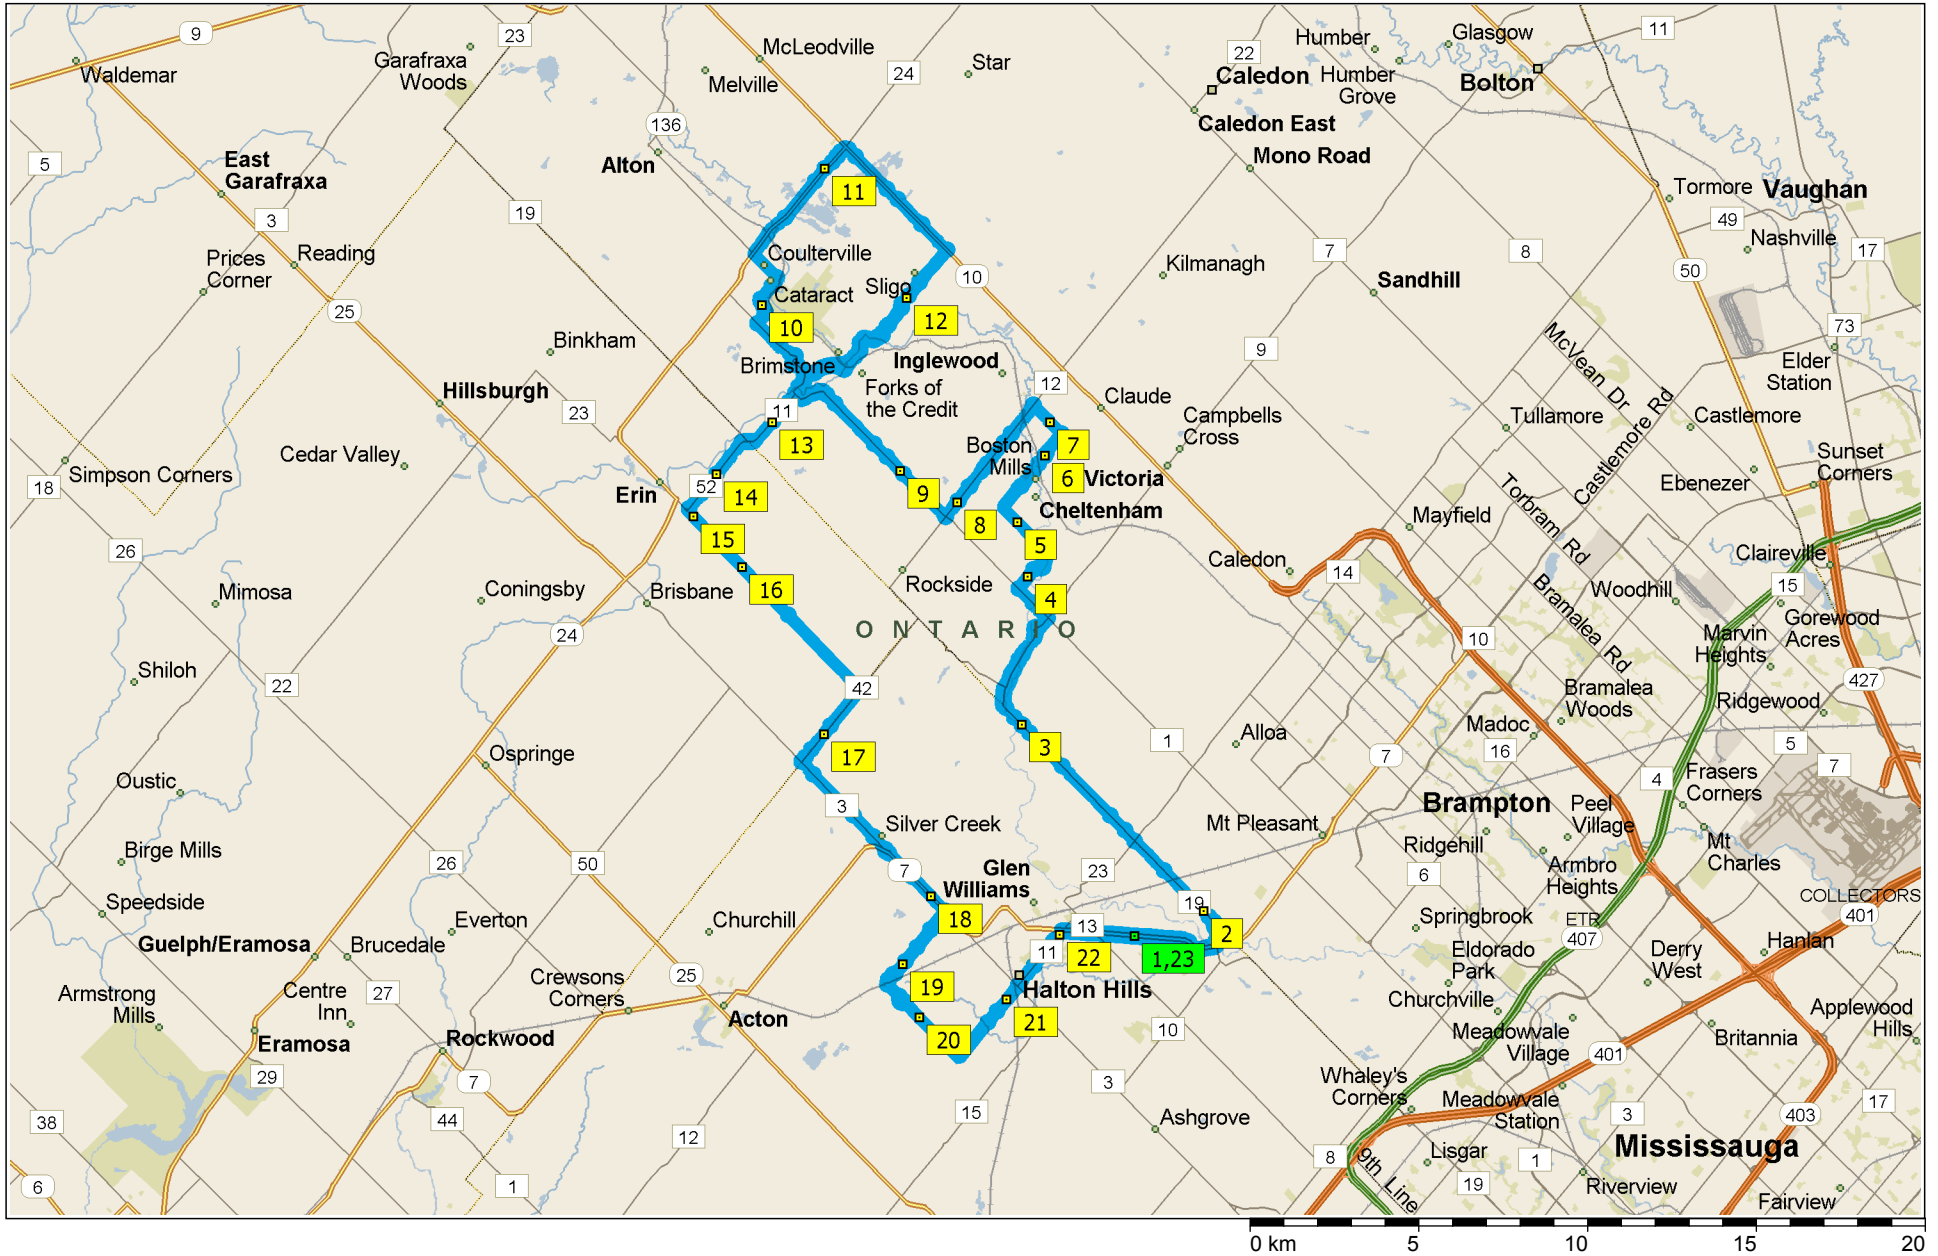 9
23
McLeodville
22
Humber
Glasgow
11
Waldemar
Garafraxa
Woods
Melville
24
Star
Caledon
Humber
Grove
Bolton
136
Caledon East
5
East
Garafraxa
Alton
Mono Road
11
Tormore
Vaughan
3
19
49
Nashville
17
Prices
Corner
Reading
Coulterville
Kilmanagh
7
8
50
Sandhill
25
Cataract
Sligo
10
10
12
73
Binkham
Brimstone
Inglewood
9
McVean Dr
Elder
Station
Hillsburgh
23
11
Forks of
the Credit
12
Claude
Castlemore Rd
Campbells
Cross
Tullamore
Castlemore
Simpson Corners
18
Cedar Valley
13
Boston
Mills
7
6
Victoria
Sunset
Corners
Ebenezer
Erin
52
14
9
8
Cheltenham
Torbram Rd
Mayfield
26
15
5
Caledon
14
Claireville
Mimosa
Coningsby
Brisbane
16
Rockside
4
Bramalea Rd
Woodhill
15
Gorewood
Acres
24
ONTARIO
10
Marvin
Heights
Shiloh
22
42
427
Bramalea
Woods
Ridgewood
Oustic
Ospringe
17
3
1
Alloa
7
Madoc
16
5
7
4
Frasers
Corners
3
Silver Creek
Mt Pleasant
Brampton
Peel
Village
Ridgehill
Mt
Charles
Birge Mills
26
50
7
Glen
Williams
23
6
Armbro
Heights
COLLECTORS
401
Speedside
Everton
Churchill
18
19
2
13
Springbrook
ETR
407
Guelph/Eramosa
Brucedale
11
22
1,23
Eldorado
Park
Derry
West
Hanlan
Crewsons
Corners
25
19
Halton Hills
Churchville
Armstrong
Mills
Centre
Inn
27
Acton
20
21
10
Meadowvale
Village
401
Britannia
Applewood
Hills
Eramosa
Rockwood
29
7
3
Whaley's
Corners
Meadowvale
Station
3
403
17
38
44
12
15
Ashgrove
Mississauga
6
1
8
9th Line
Lisgar
19
1
Riverview
Fairview
0 km
5
10
15
20